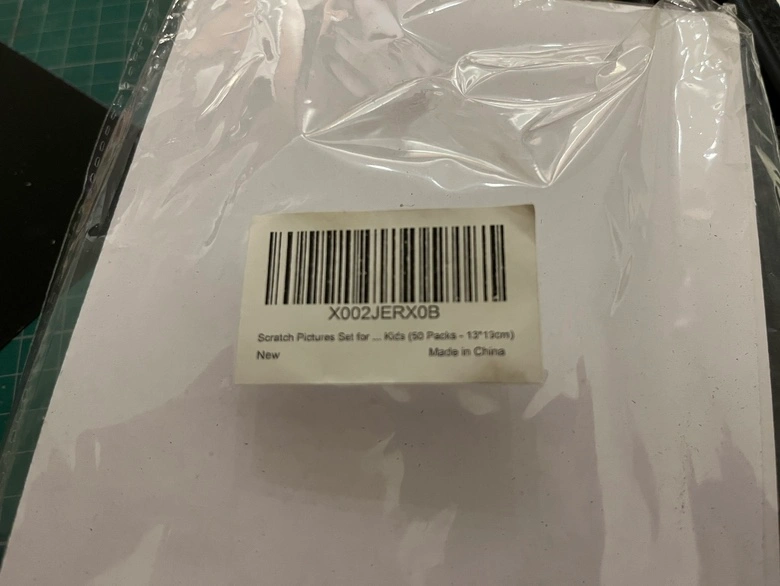 X002JERX0B
Scratch Pictures Set for ... Kids (50 Packs - 13*19cm)
New
Made in China